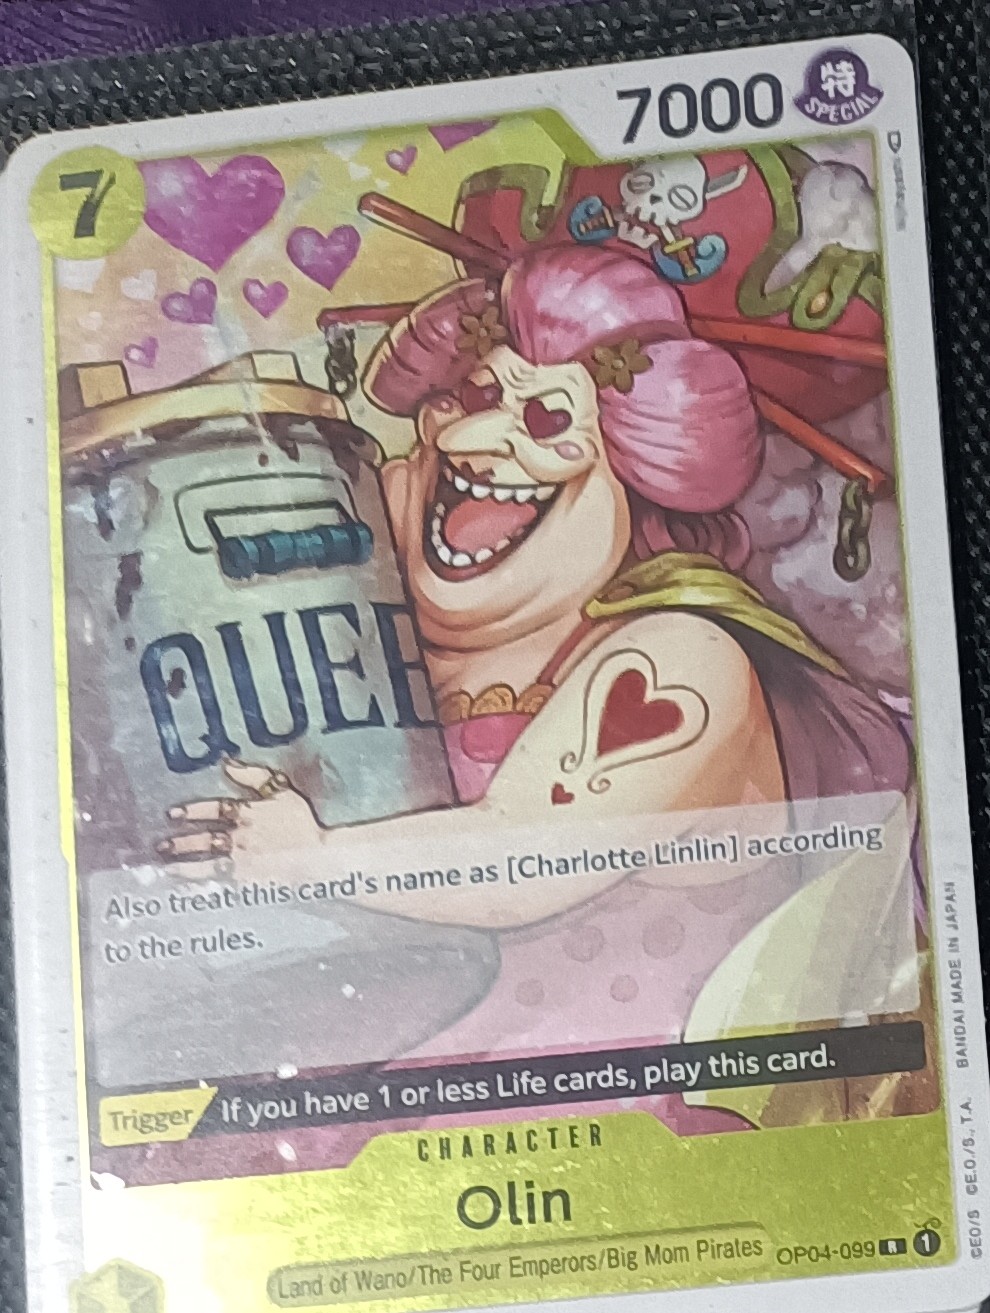 7
7000
特
SPECIAL
QUEE
Also treat this card's name as [Charlotte Linlin] according
to the rules.
Trigger If you have 1 or less Life cards, play this card.
CHARACTER
Olin
Land of Wano/The Four Emperors/Big Mom Pirates
OP04-099 R 1
©EO/S ©E.O./S., T.A. BANDAI MADE IN JAPAN